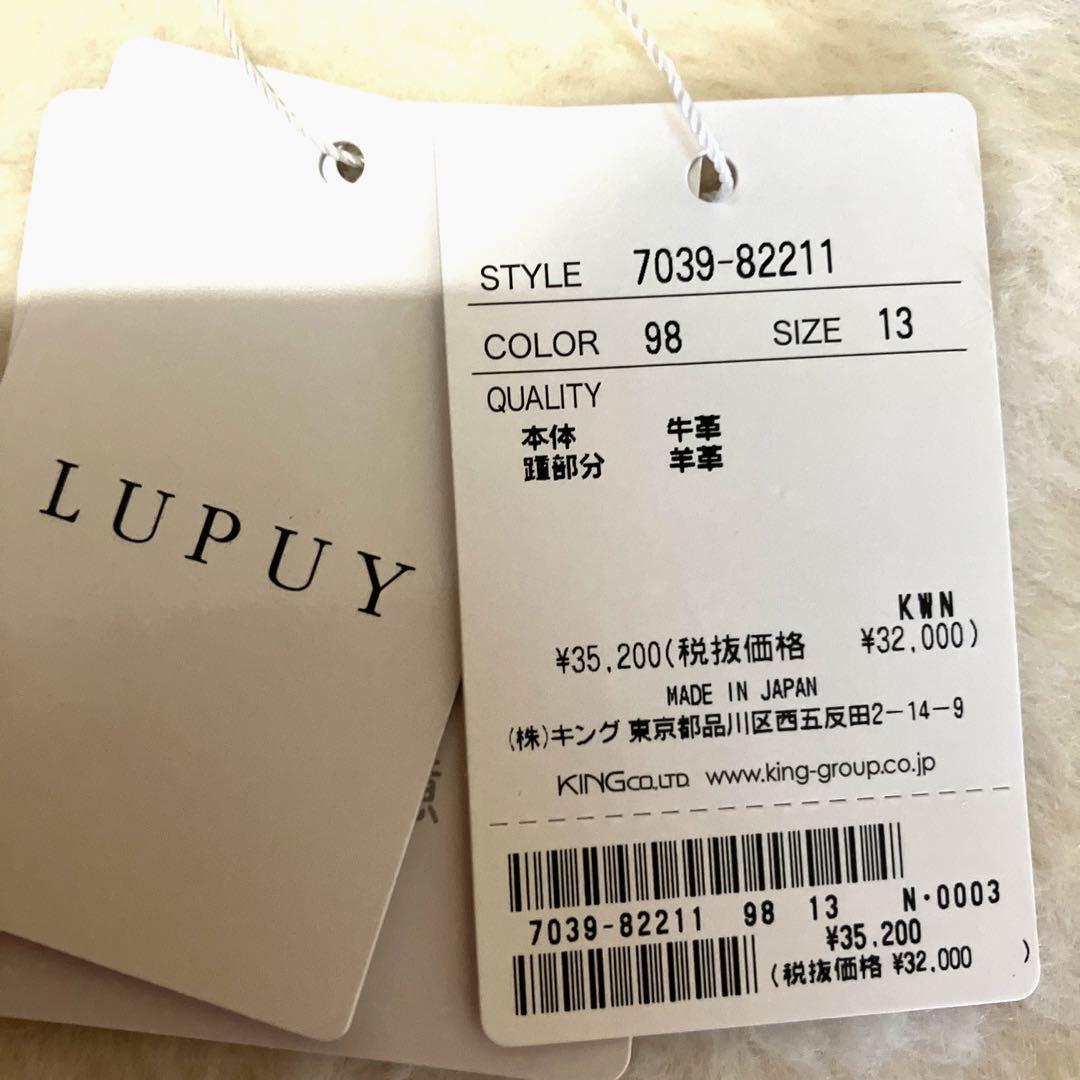 LUPUY
STYLE 7039-82211
COLOR 98 SIZE 13
QUALITY
本体 牛革
踵部分 羊革
KWN
¥35,200(税抜価格 ¥32,000)
MADE IN JAPAN
(株)キング 東京都品川区西五反田2-14-9
KING CO.,LTD. www.king-group.co.jp
7039-82211 98 13 N・0003
¥35,200
(税抜価格 ¥32,000 )